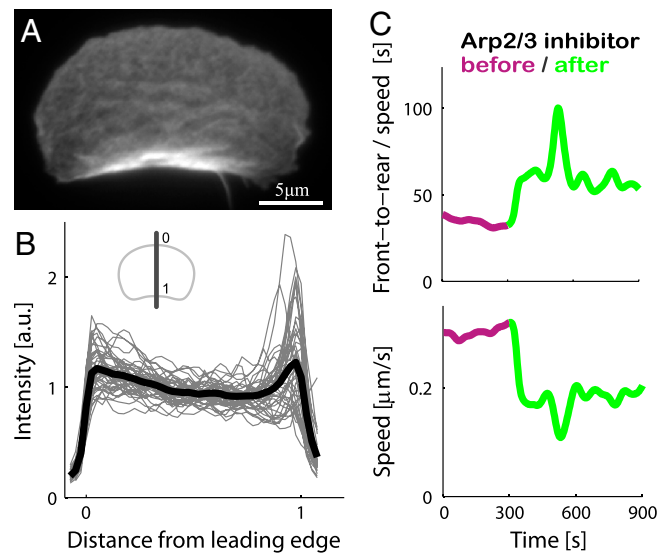 A
5μm
B
Intensity [a.u.]
2
1
0
0
1
0
1
Distance from leading edge
C
Arp2/3 inhibitor
before / after
Front-to-rear / speed [s]
100
50
0
Speed [μm/s]
0.2
0
0
300
600
900
Time [s]